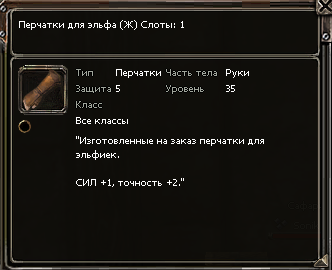 Перчатки для эльфа (Ж) Слоты: 1
Тип Перчатки Часть тела Руки
Защита 5 Уровень 35
Класс
Все классы
"Изготовленные на заказ перчатки для
эльфиек.
СИЛ +1, точность +2."